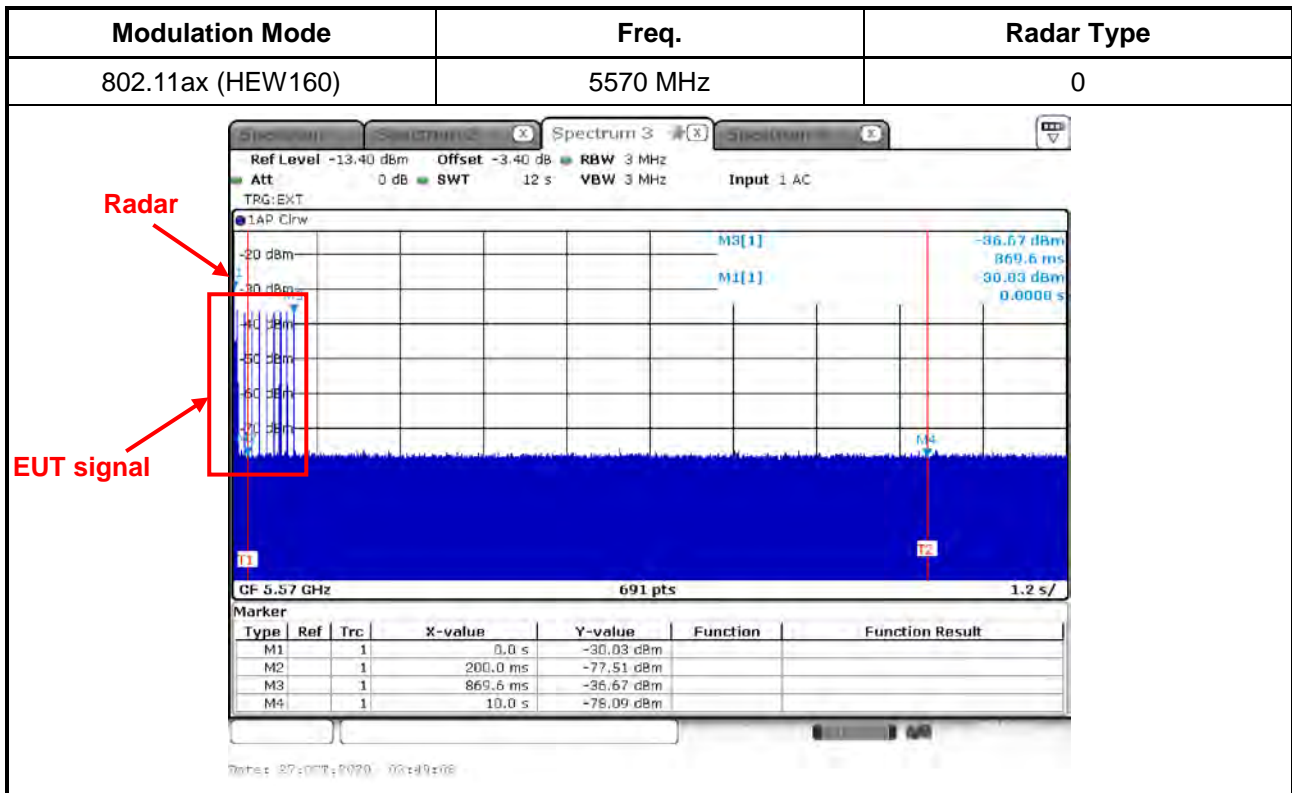 Modulation Mode Freq. Radar Type
802.11ax (HEW160) 5570 MHz 0
Spectrum 3
Ref Level -13.40 dBm Offset -3.40 dB RBW 3 MHz
Att 0 dB SWT 12 s VBW 3 MHz Input 1 AC
TRG:EXT
Radar
1AP Clrw
M3[1] -36.67 dBm
-20 dBm
869.6 ms
M1[1] -30.03 dBm
-30 dBm
0.0000 s
-40 dBm
-50 dBm
-60 dBm
-70 dBm
M4
EUT signal
T1
T2
CF 5.57 GHz 691 pts 1.2 s/
Marker
Type Ref Trc X-value Y-value Function Function Result
M1 1 0.0 s -30.03 dBm
M2 1 200.0 ms -77.51 dBm
M3 1 869.6 ms -36.67 dBm
M4 1 10.0 s -78.09 dBm
Date: 27.OCT.2020